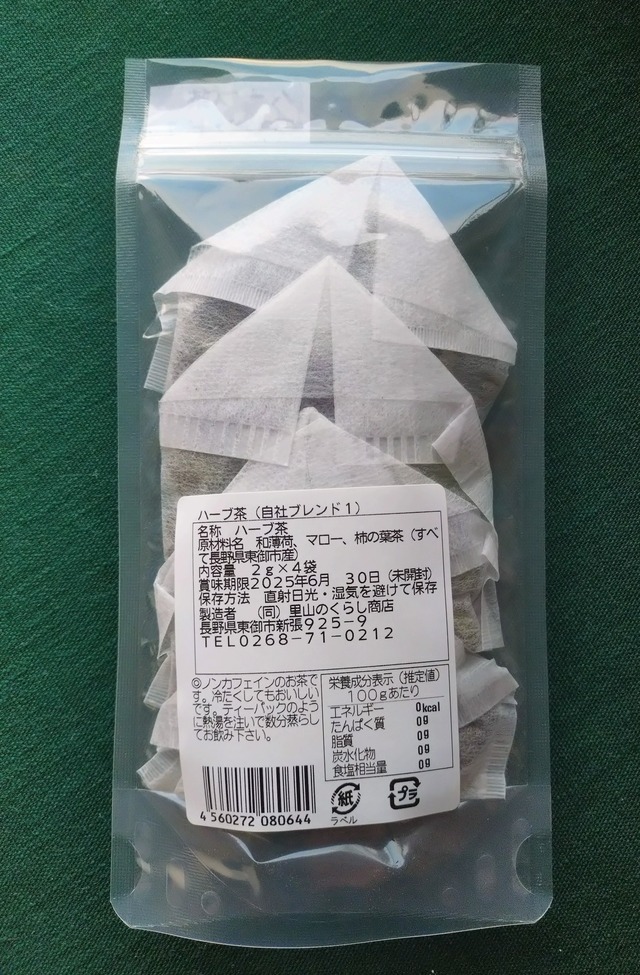 ハーブ茶（自社ブレンド１）
名称　ハーブ茶
原材料名　和薄荷、マロー、柿の葉茶（すべ
て長野県東御市産）
内容量　２ｇ×４袋
賞味期限２０２５年６月　３０日（未開封）
保存方法　直射日光・湿気を避けて保存
製造者　（同）里山のくらし商店
長野県東御市新張９２５－９
ＴＥＬ０２６８－７１－０２１２
◎ノンカフェインのお茶で
す。冷たくしてもおいしい
です。ティーパックのよう
に熱湯を注いで数分蒸らし
てお飲み下さい。
栄養成分表示（推定値）
１００ｇあたり
エネルギー　0kcal
たんぱく質　0g
脂質　0g
炭水化物　0g
食塩相当量　0g
4 560272 080644
紙
ラベル
プラ